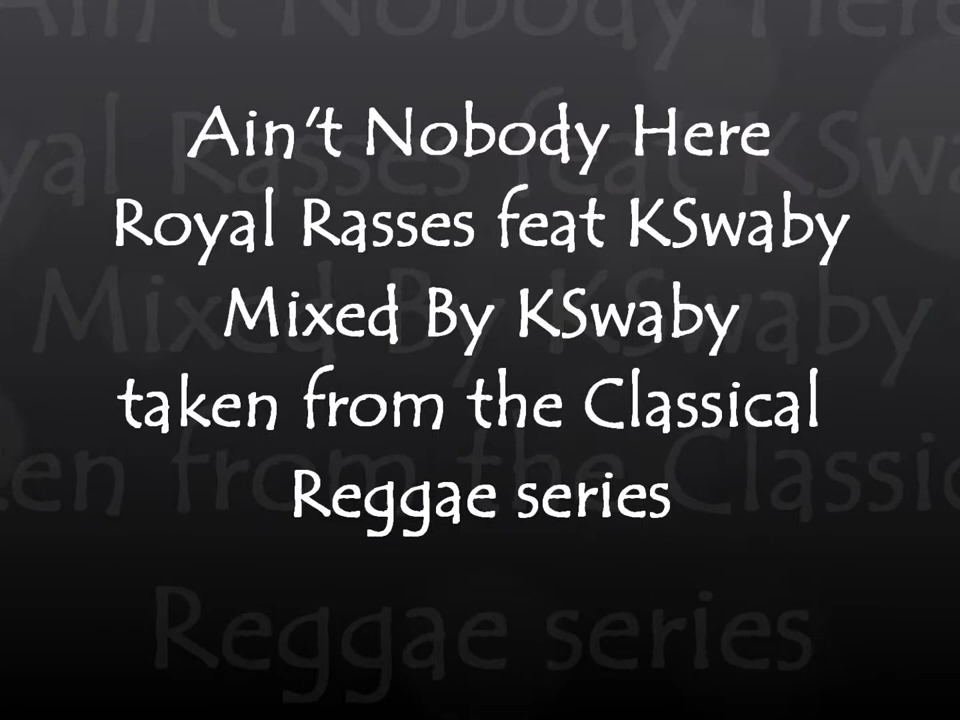 Ain't Nobody Here
Royal Rasses feat KSwaby
Mixed By KSwaby
taken from the Classical
Reggae series